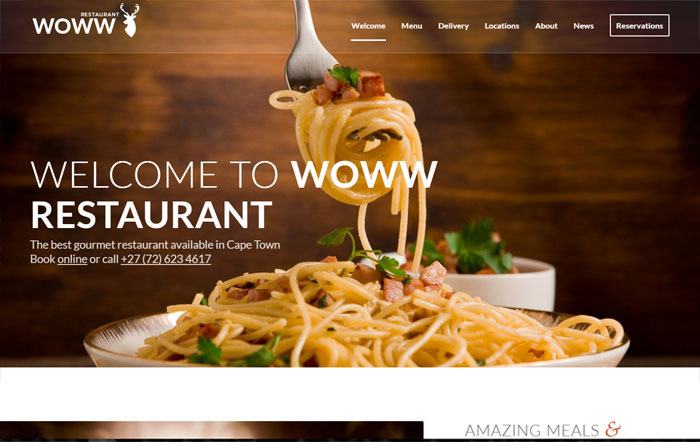 RESTAURANT
WOWW
Welcome Menu Delivery Locations About News Reservations
WELCOME TO WOWW
RESTAURANT
The best gourmet restaurant available in Cape Town
Book online or call +27 (72) 623 4617
AMAZING MEALS &